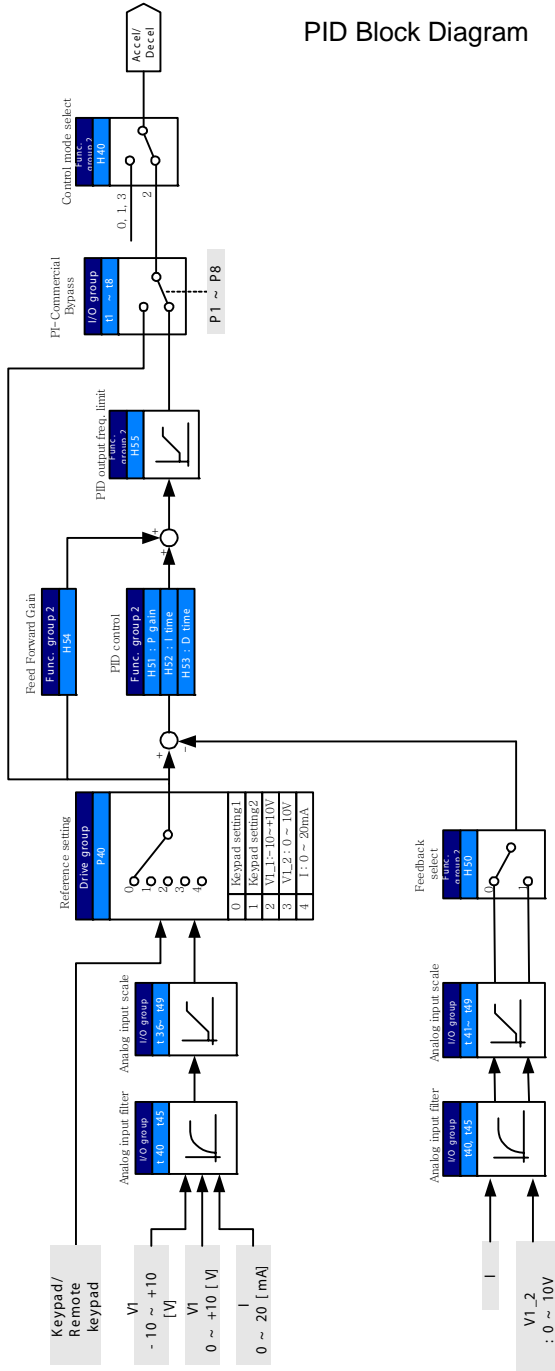 PID Block Diagram
Keypad/
Remote
keypad
V1
- 10 ~ +10
[V]
V1
0 ~ +10 [ V]
I
0 ~ 20 [ mA]
Analog input filter
I/O group
t 40    t45
Analog input scale
I/O group
t 36~ t49
Reference setting
Drive group
P40
0
1
2
3
4
0 Keypad setting1
1 Keypad setting2
2 V1_1:-10~+10V
3 V1_2 : 0 ~ 10V
4 I : 0 ~ 20mA
+
-
Feed Forward Gain
Func. group 2
H54
PID control
Func. group 2
H51 : P gain
H52 : I time
H53 : D time
+
+
PID output freq. limit
Func.
group 2
H55
PI-Commercial
Bypass
I/O group
t1  ~  t8
P1 ~ P8
Control mode select
Func.
group 2
H40
0, 1, 3
2
Accel/
Decel
I
V1_2
: 0 ~ 10V
Analog input filter
I/O group
t40, t45
Analog input scale
I/O group
t 41~ t49
Feedback
select
Func.
group 2
H50
0
1